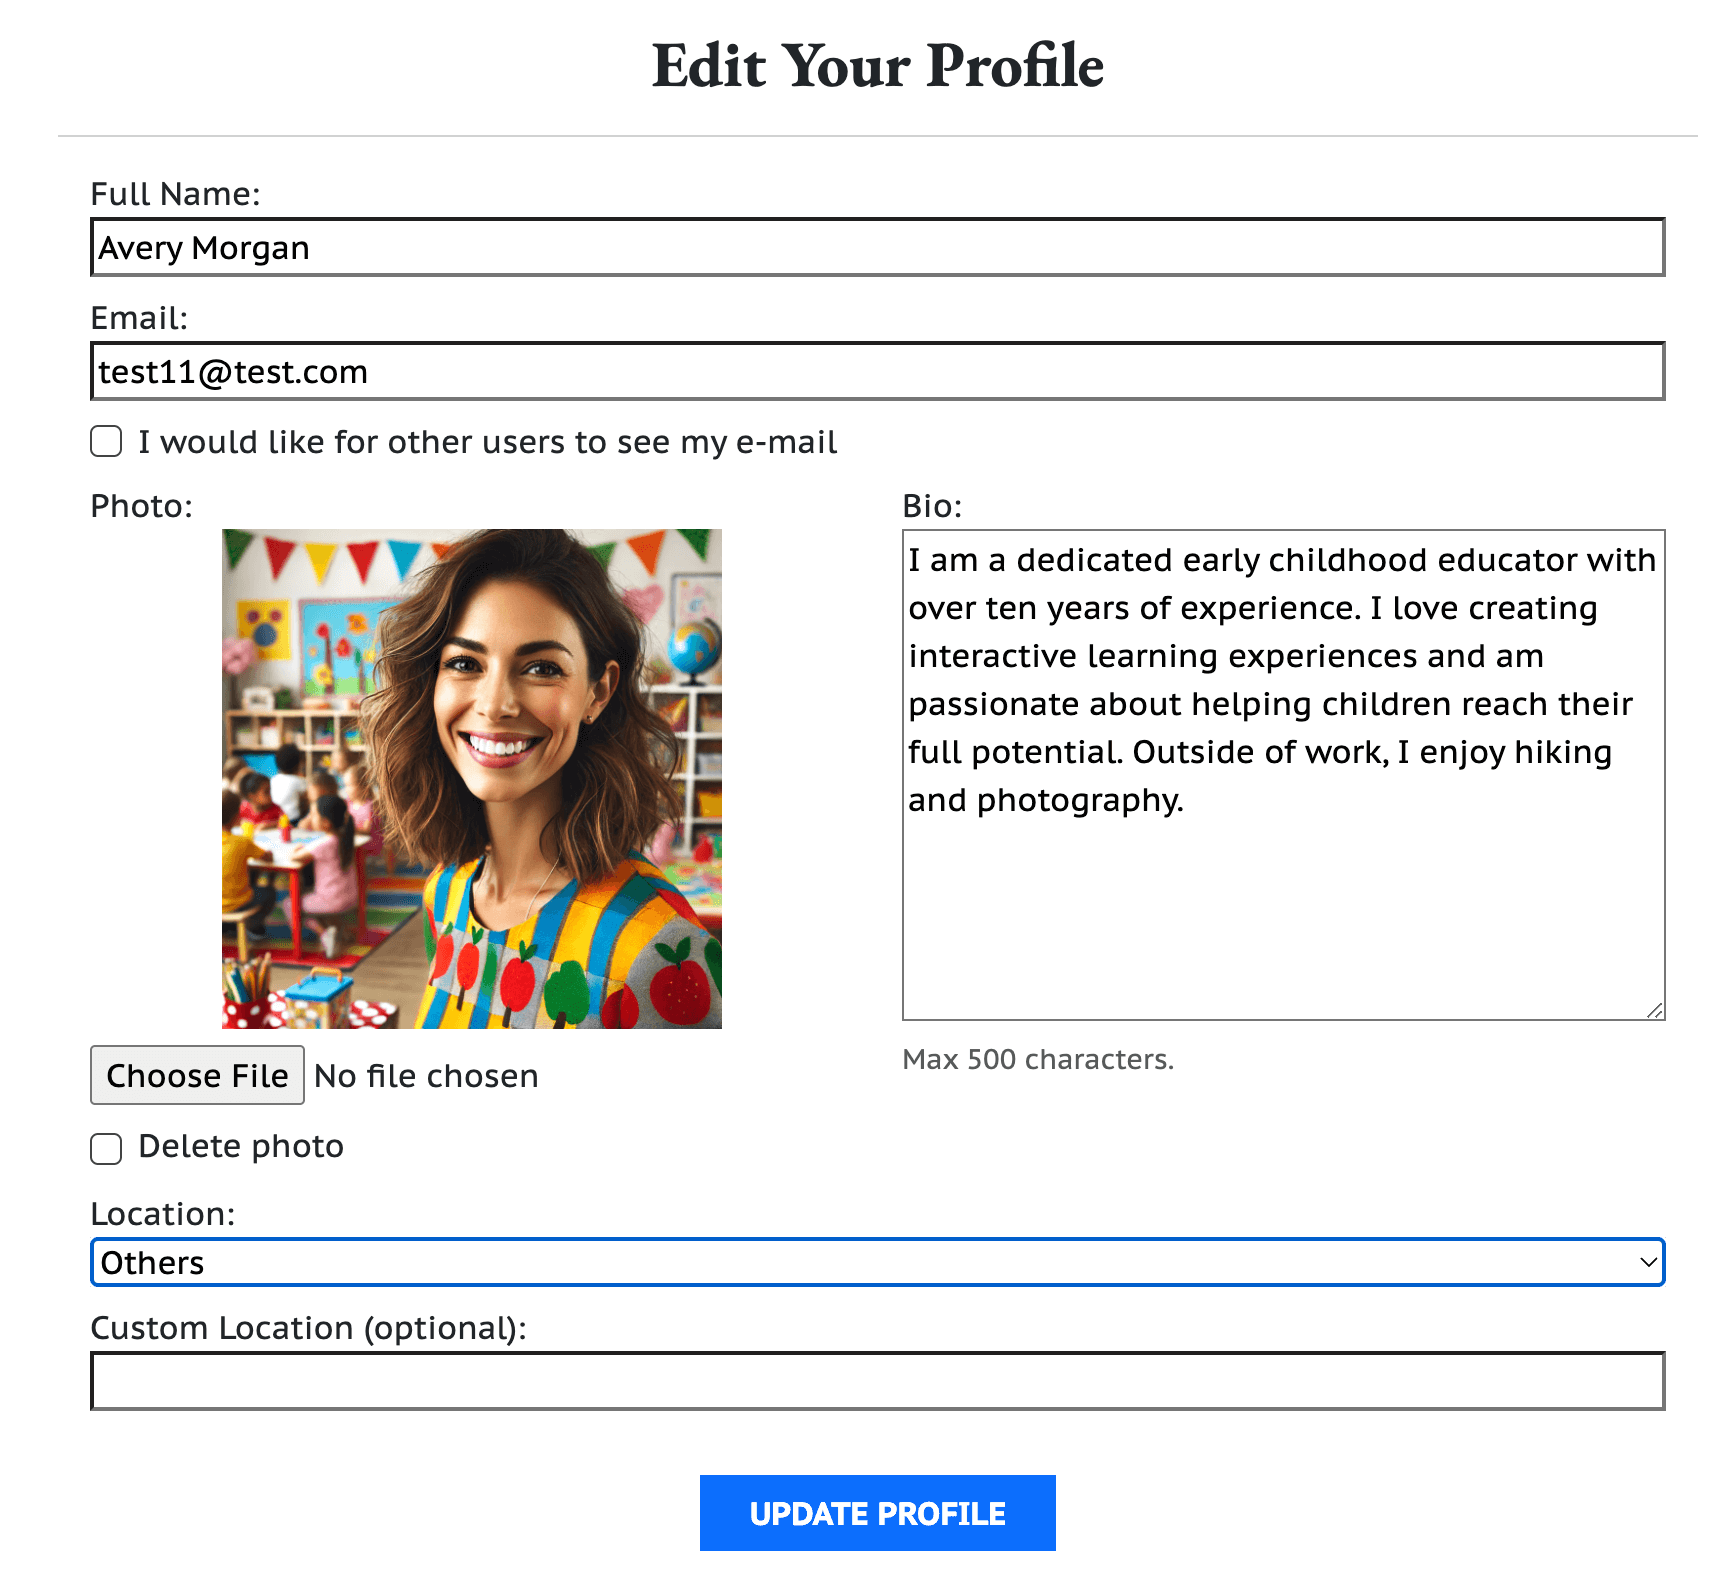 Edit Your Profile
Full Name:
Avery Morgan
Email:
test11@test.com
I would like for other users to see my e-mail
Photo:
Choose File No file chosen
Delete photo
Bio:
I am a dedicated early childhood educator with
over ten years of experience. I love creating
interactive learning experiences and am
passionate about helping children reach their
full potential. Outside of work, I enjoy hiking
and photography.
Max 500 characters.
Location:
Others
Custom Location (optional):
UPDATE PROFILE